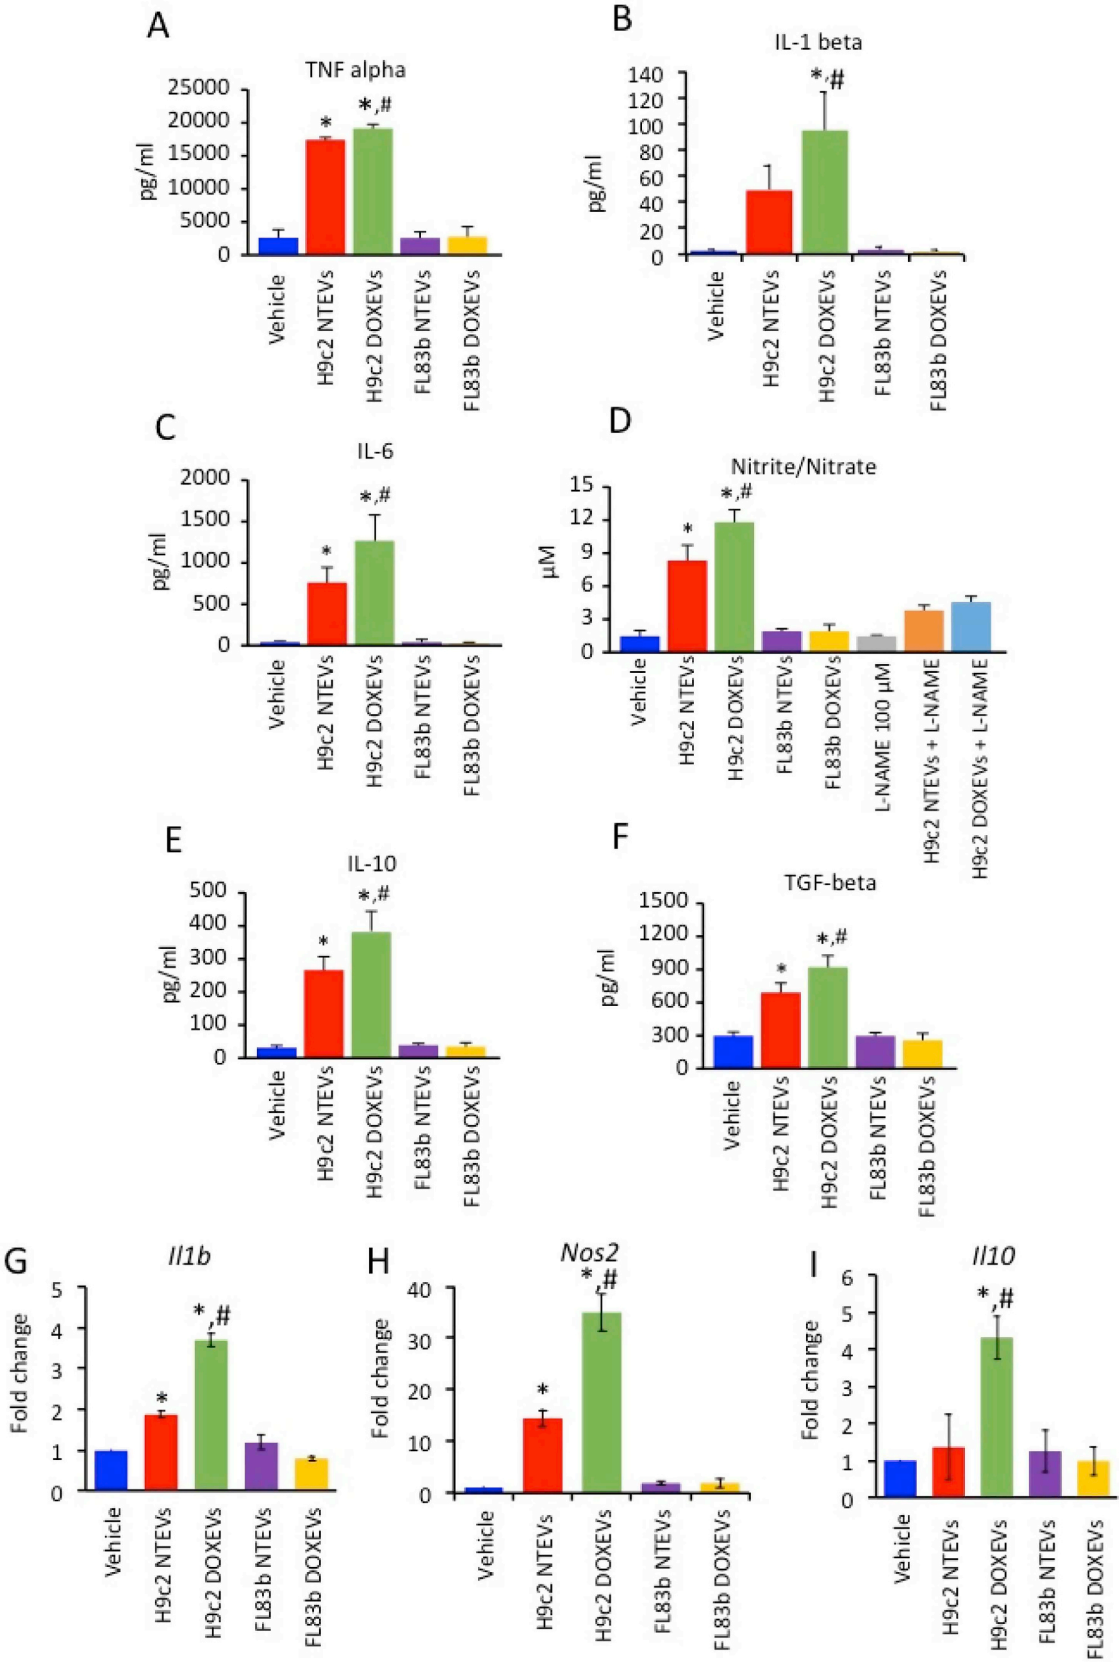 A
TNF alpha
pg/ml
25000
20000
15000
10000
5000
0
*
*,#
Vehicle
H9c2 NTEVs
H9c2 DOXEVs
FL83b NTEVs
FL83b DOXEVs
B
IL-1 beta
pg/ml
140
120
100
80
60
40
20
0
*,#
Vehicle
H9c2 NTEVs
H9c2 DOXEVs
FL83b NTEVs
FL83b DOXEVs
C
IL-6
pg/ml
2000
1500
1000
500
0
*
*,#
Vehicle
H9c2 NTEVs
H9c2 DOXEVs
FL83b NTEVs
FL83b DOXEVs
D
Nitrite/Nitrate
µM
15
12
9
6
3
0
*
*,#
Vehicle
H9c2 NTEVs
H9c2 DOXEVs
FL83b NTEVs
FL83b DOXEVs
L-NAME 100 µM
H9c2 NTEVs + L-NAME
H9c2 DOXEVs + L-NAME
E
IL-10
pg/ml
500
400
300
200
100
0
*
*,#
Vehicle
H9c2 NTEVs
H9c2 DOXEVs
FL83b NTEVs
FL83b DOXEVs
F
TGF-beta
pg/ml
1500
1200
900
600
300
0
*
*,#
Vehicle
H9c2 NTEVs
H9c2 DOXEVs
FL83b NTEVs
FL83b DOXEVs
G
Il1b
Fold change
5
4
3
2
1
0
*
*,#
Vehicle
H9c2 NTEVs
H9c2 DOXEVs
FL83b NTEVs
FL83b DOXEVs
H
Nos2
Fold change
40
30
20
10
0
*
*,#
Vehicle
H9c2 NTEVs
H9c2 DOXEVs
FL83b NTEVs
FL83b DOXEVs
I
Il10
Fold change
6
5
4
3
2
1
0
*,#
Vehicle
H9c2 NTEVs
H9c2 DOXEVs
FL83b NTEVs
FL83b DOXEVs